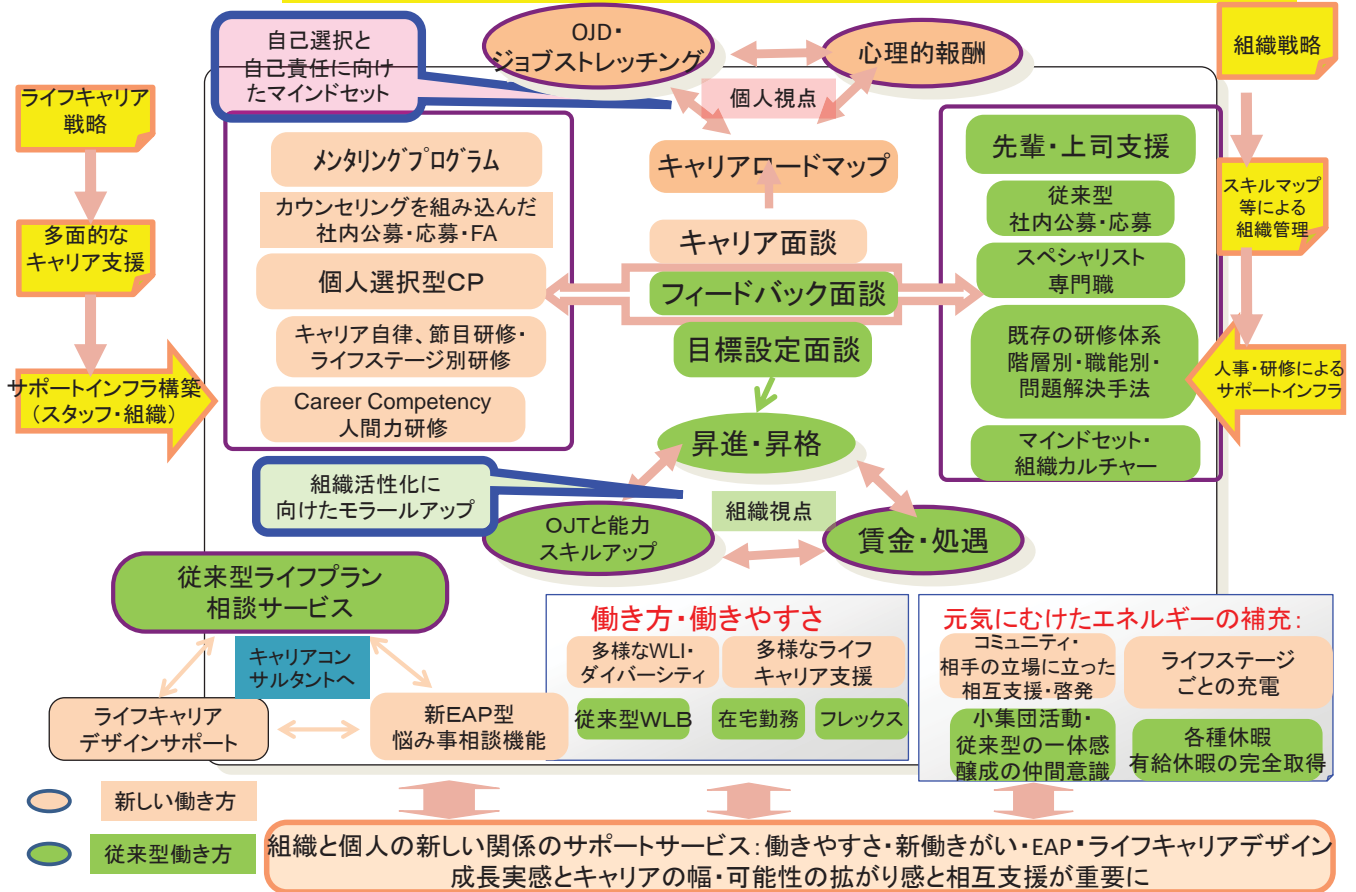 自己選択と
自己責任に向け
たマインドセット
OJD・
ジョブストレッチング
心理的報酬
組織戦略
個人視点
ライフキャリア
戦略
多面的な
キャリア支援
サポートインフラ構築
(スタッフ・組織)
メンタリングプログラム
カウンセリングを組み込んだ
社内公募・応募・FA
個人選択型CP
キャリア自律、節目研修・
ライフステージ別研修
Career Competency
人間力研修
キャリアロードマップ
キャリア面談
フィードバック面談
目標設定面談
先輩・上司支援
従来型
社内公募・応募
スペシャリスト
専門職
既存の研修体系
階層別・職能別・
問題解決手法
マインドセット・
組織カルチャー
スキルマップ
等による
組織管理
人事・研修による
サポートインフラ
昇進・昇格
組織活性化に
向けたモラールアップ
組織視点
OJTと能力
スキルアップ
賃金・処遇
従来型ライフプラン
相談サービス
キャリアコン
サルタントへ
ライフキャリア
デザインサポート
新EAP型
悩み事相談機能
働き方・働きやすさ
多様なWLI・
ダイバーシティ
多様なライフ
キャリア支援
従来型WLB
在宅勤務
フレックス
元気にむけたエネルギーの補充:
コミュニティ・
相手の立場に立った
相互支援・啓発
ライフステージ
ごとの充電
小集団活動・
従来型の一体感
醸成の仲間意識
各種休暇
有給休暇の完全取得
新しい働き方
従来型働き方
組織と個人の新しい関係のサポートサービス:働きやすさ・新働きがい・EAP・ライフキャリアデザイン
成長実感とキャリアの幅・可能性の拡がり感と相互支援が重要に